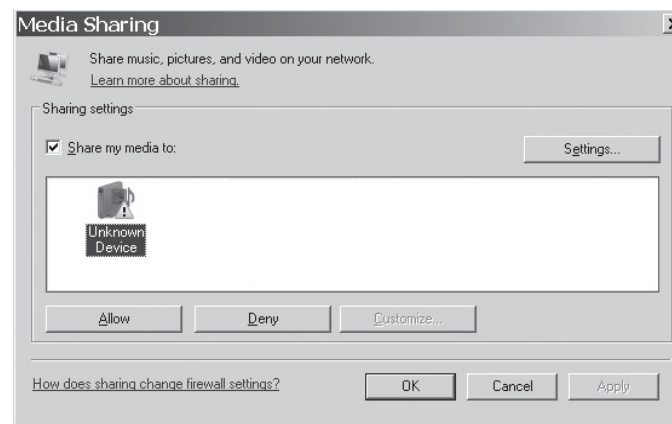 Media Sharing
Share music, pictures, and video on your network.
Learn more about sharing.
Sharing settings
Share my media to:
Settings...
Unknown
Device
Allow
Deny
Customize...
How does sharing change firewall settings?
OK
Cancel
Apply